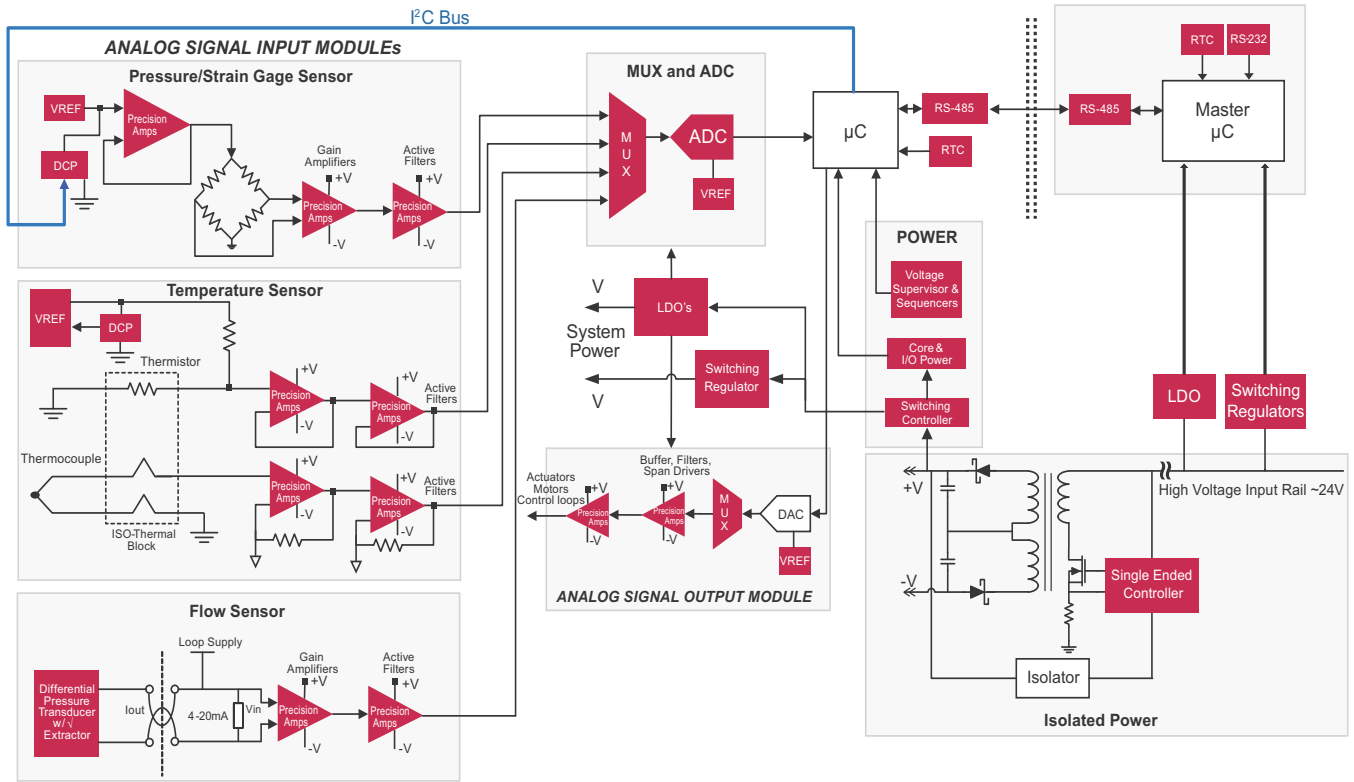 I²C Bus
ANALOG SIGNAL INPUT MODULEs
Pressure/Strain Gage Sensor
VREF
Precision
Amps
DCP
Gain
Amplifiers
+V
Precision
Amps
-V
Active
Filters
+V
Precision
Amps
-V
Temperature Sensor
VREF
DCP
Thermistor
+V
Precision
Amps
-V
+V
Active
Filters
Precision
Amps
-V
Thermocouple
+V
Precision
Amps
-V
+V
Active
Filters
Precision
Amps
-V
ISO-Thermal
Block
Flow Sensor
Loop Supply
Differential
Pressure
Transducer
w/ √
Extractor
Iout
4-20mA
Vin
Gain
Amplifiers
+V
Precision
Amps
-V
Active
Filters
+V
Precision
Amps
-V
MUX and ADC
MUX
ADC
VREF
µC
RS-485
RTC
RS-485
RTC
RS-232
Master
µC
POWER
Voltage
Supervisor &
Sequencers
Core &
I/O Power
Switching
Controller
V
LDO's
System
Power
Switching
Regulator
V
LDO
Switching
Regulators
Buffer, Filters,
Span Drivers
Actuators
Motors
Control loops
+V
Precision
Amps
-V
+V
Precision
Amps
-V
MUX
DAC
VREF
ANALOG SIGNAL OUTPUT MODULE
+V
-V
High Voltage Input Rail ~24V
Single Ended
Controller
Isolator
Isolated Power